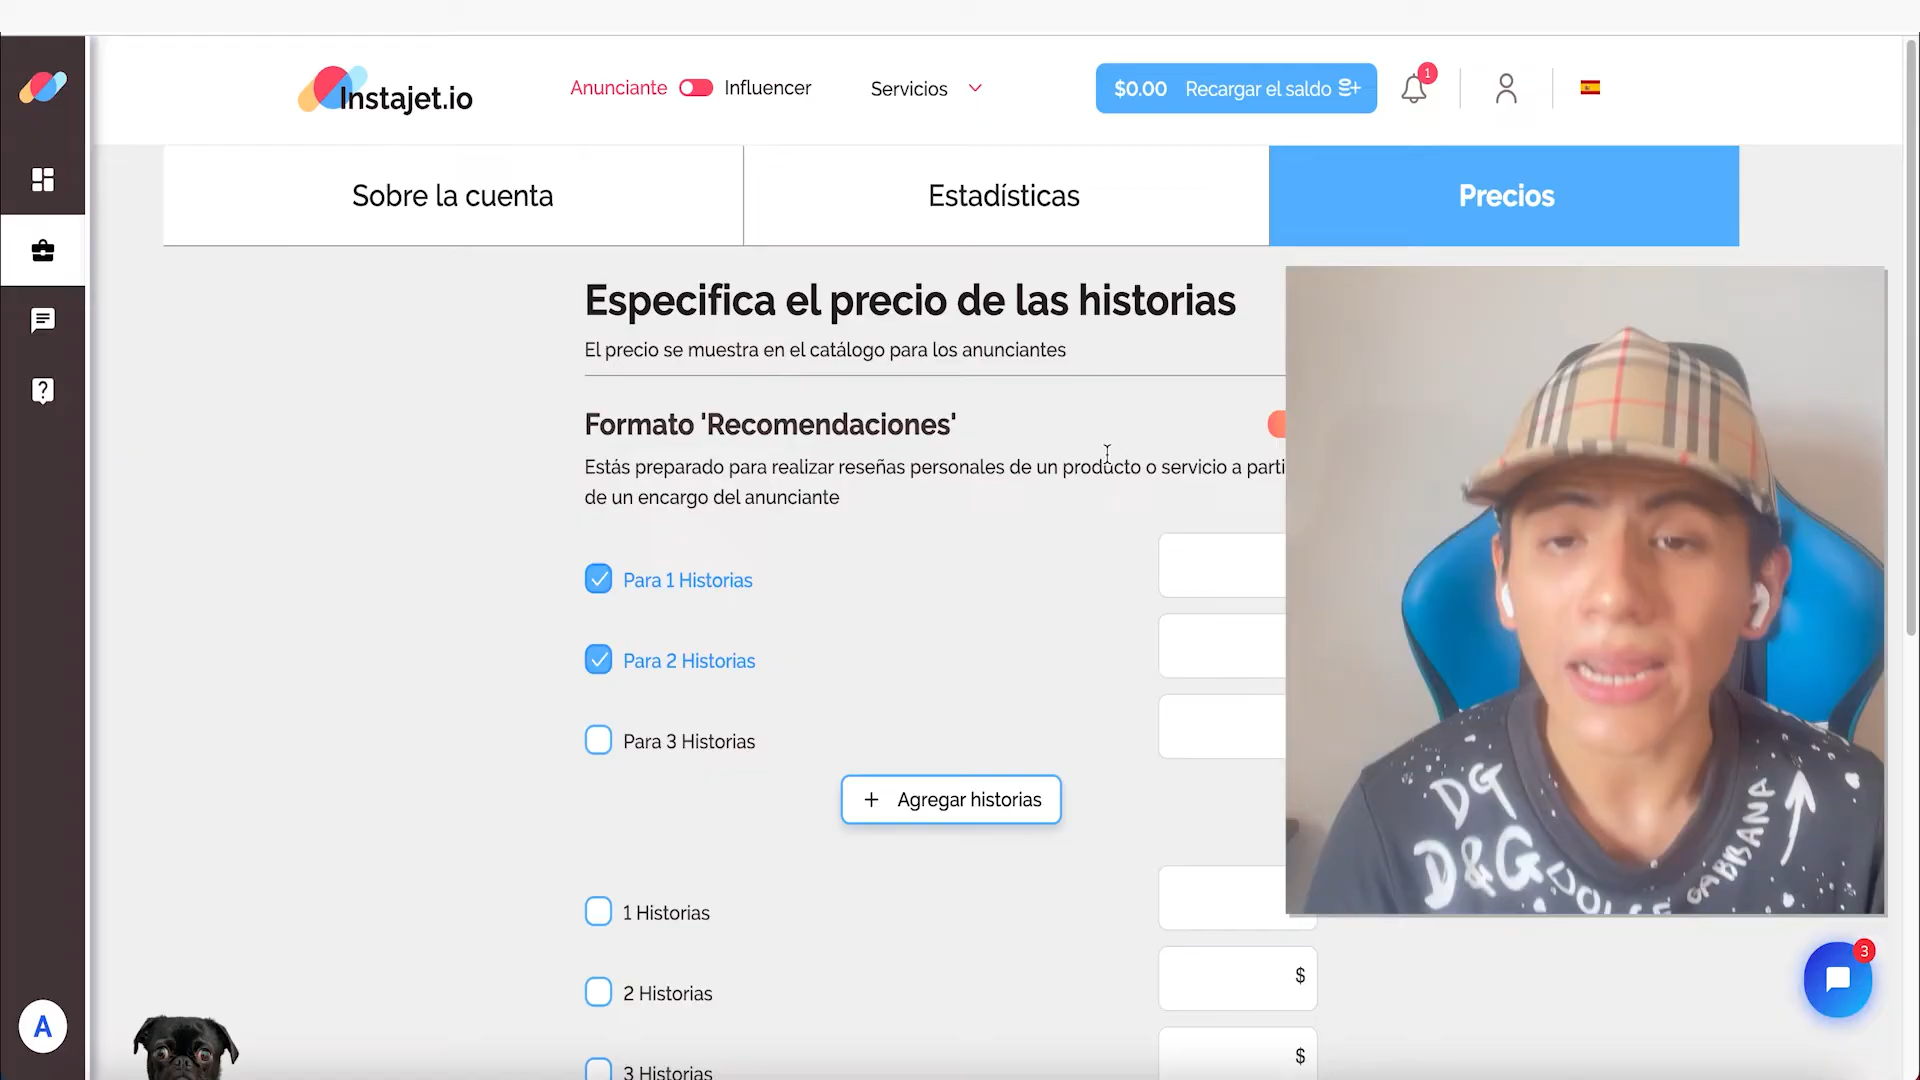 Instajet.io
Anunciante
Influencer
Servicios
$0.00 Recargar el saldo
1
Sobre la cuenta
Estadísticas
Precios
Especifica el precio de las historias
El precio se muestra en el catálogo para los anunciantes
Formato 'Recomendaciones'
Estás preparado para realizar reseñas personales de un producto o servicio a parti
de un encargo del anunciante
Para 1 Historias
Para 2 Historias
Para 3 Historias
+ Agregar historias
1 Historias
2 Historias
$
3 Historias
$
A
3
DG
D&G
DOLCE
GABBANA